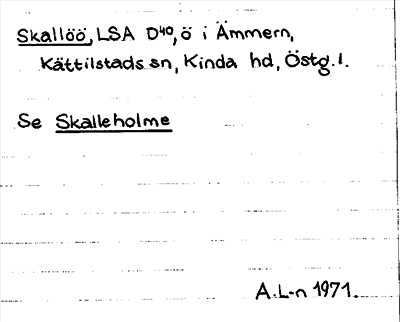 Skallöö, LSA D40, ö i Ämmern,
Kättilstads sn, Kinda hd, Östg.l.
Se Skalleholme
A.L-n 1971.